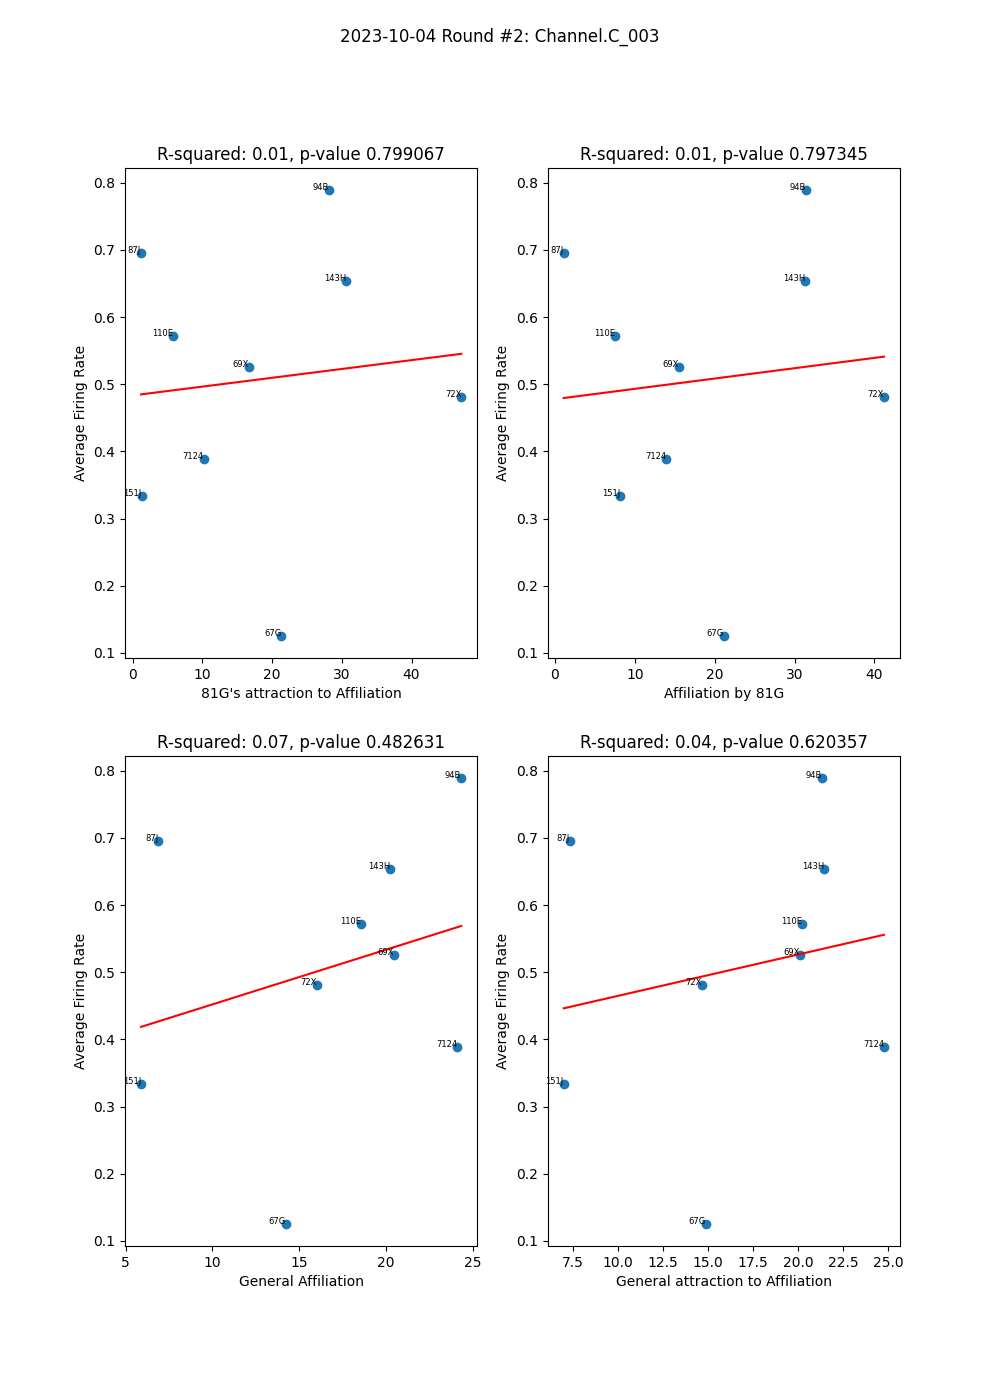 2023-10-04 Round #2: Channel.C_003
R-squared: 0.01, p-value 0.799067
0.8
0.7
0.6
0.5
0.4
0.3
0.2
0.1
Average Firing Rate
94B
87J
143H
110E
69X
72X
7124
151J
67G
0
10
20
30
40
81G's attraction to Affiliation
R-squared: 0.01, p-value 0.797345
0.8
0.7
0.6
0.5
0.4
0.3
0.2
0.1
Average Firing Rate
94B
87J
143H
110E
69X
72X
7124
151J
67G
0
10
20
30
40
Affiliation by 81G
R-squared: 0.07, p-value 0.482631
0.8
0.7
0.6
0.5
0.4
0.3
0.2
0.1
Average Firing Rate
94B
87J
143H
110E
69X
72X
7124
151J
67G
5
10
15
20
25
General Affiliation
R-squared: 0.04, p-value 0.620357
0.8
0.7
0.6
0.5
0.4
0.3
0.2
0.1
Average Firing Rate
94B
87J
143H
110E
69X
72X
7124
151J
67G
7.5
10.0
12.5
15.0
17.5
20.0
22.5
25.0
General attraction to Affiliation